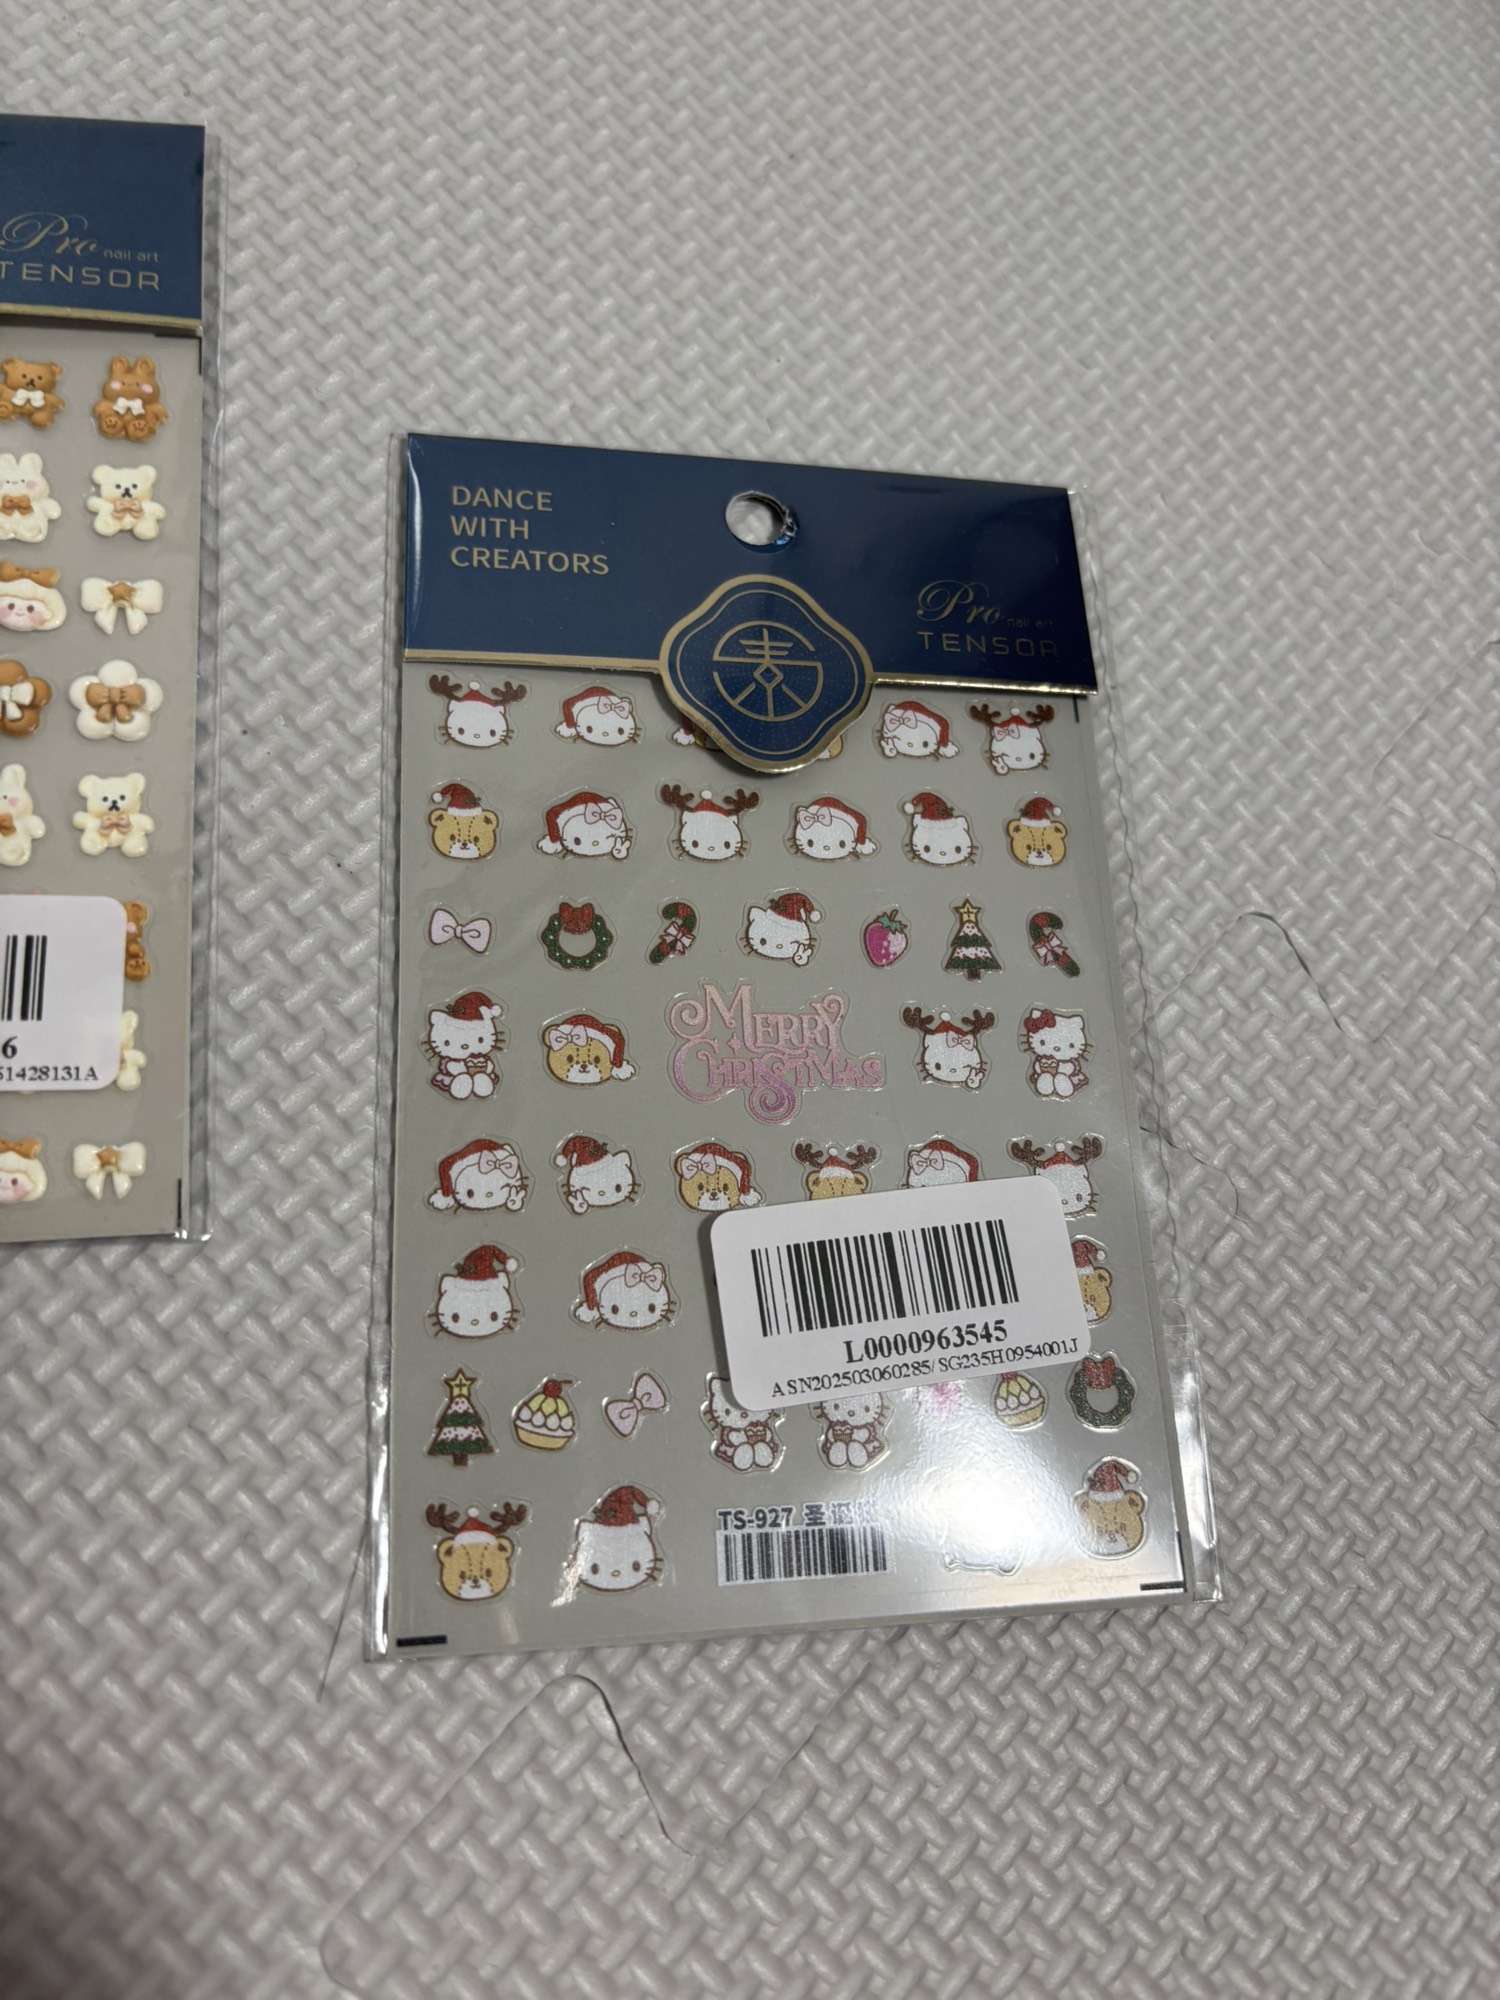 Pro nail art
TENSOR
6
51428131A
DANCE
WITH
CREATORS
Pro nail art
TENSOR
MERRY
CHRISTMAS
L0000963545
ASN202503060285/SG235H0954001J
TS-927 圣诞